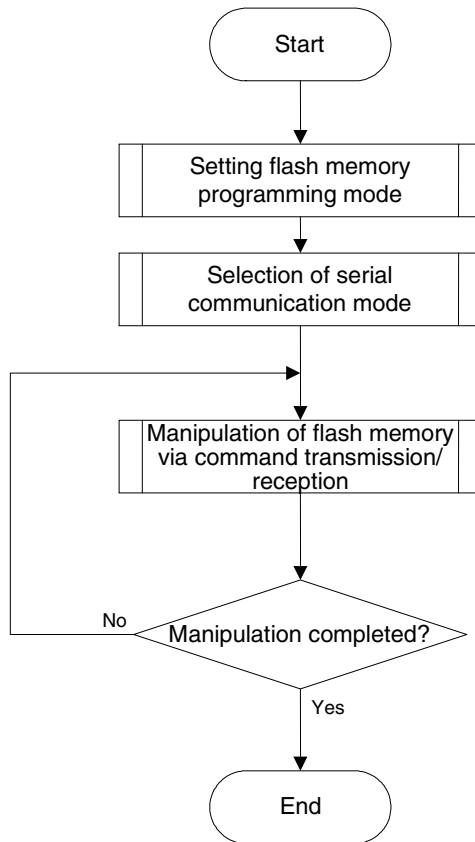 Start
Setting flash memory
programming mode
Selection of serial
communication mode
Manipulation of flash memory
via command transmission/
reception
No
Manipulation completed?
Yes
End